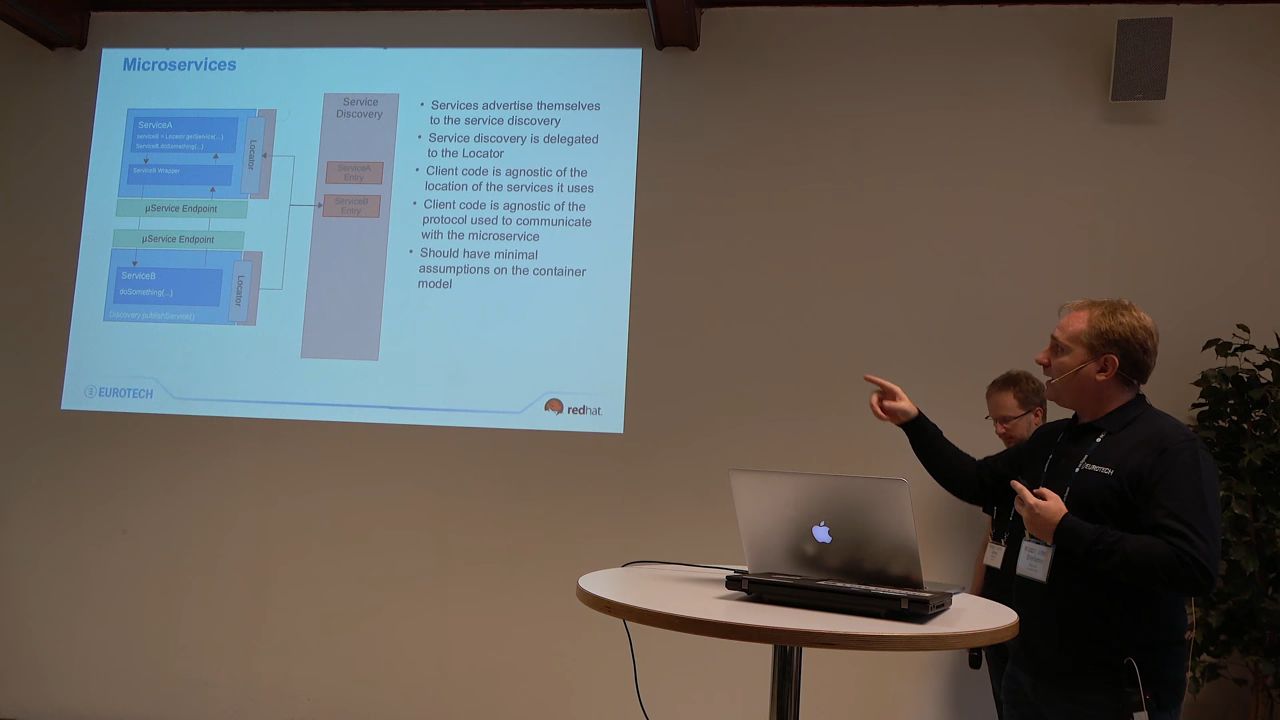 Microservices
ServiceA
serviceB = Locator.getService(...)
ServiceB.doSomething(...)
ServiceB Wrapper
Locator
µService Endpoint
µService Endpoint
ServiceB
doSomething(...)
Locator
Discovery.publishService()
Service
Discovery
ServiceA
Entry
ServiceB
Entry
• Services advertise themselves
to the service discovery
• Service discovery is delegated
to the Locator
• Client code is agnostic of the
location of the services it uses
• Client code is agnostic of the
protocol used to communicate
with the microservice
• Should have minimal
assumptions on the container
model
EUROTECH
redhat.
EUROTECH